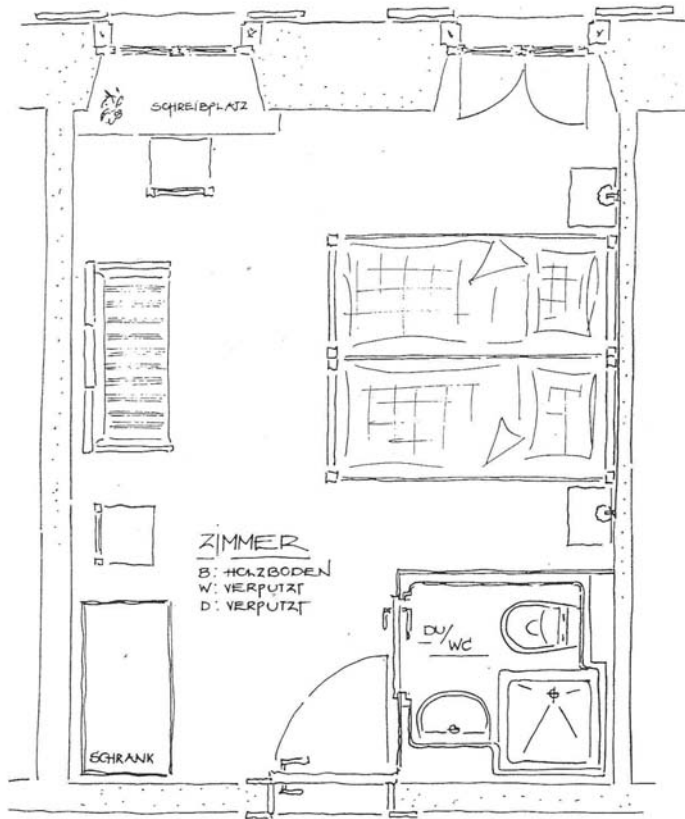 SCHREIBPLATZ
ZIMMER
B: HOLZBODEN
W: VERPUTZT
D: VERPUTZT
DU/
WC
SCHRANK